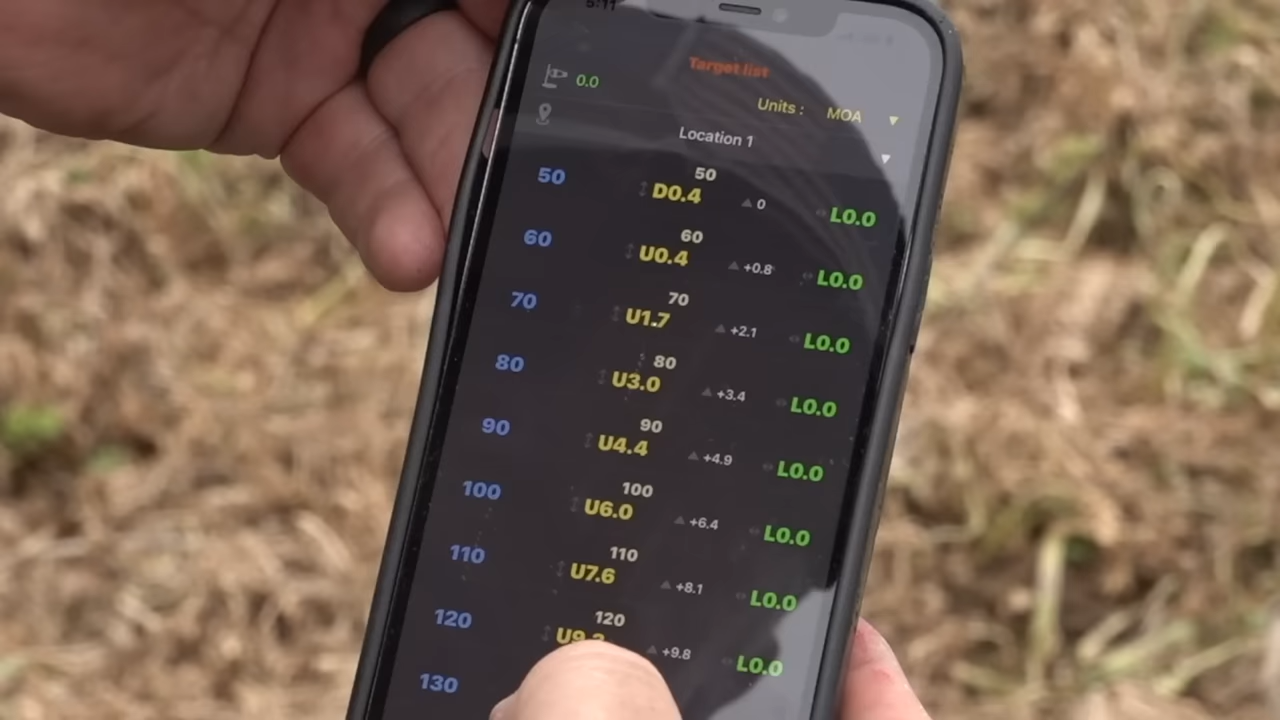 5:11
Target list
0.0
Units : MOA
Location 1
50
50 D0.4 0 L0.0
60
60 U0.4 +0.8 L0.0
70
70 U1.7 +2.1 L0.0
80
80 U3.0 +3.4 L0.0
90
90 U4.4 +4.9 L0.0
100
100 U6.0 +6.4 L0.0
110
110 U7.6 +8.1 L0.0
120
120 +9.8 L0.0
130